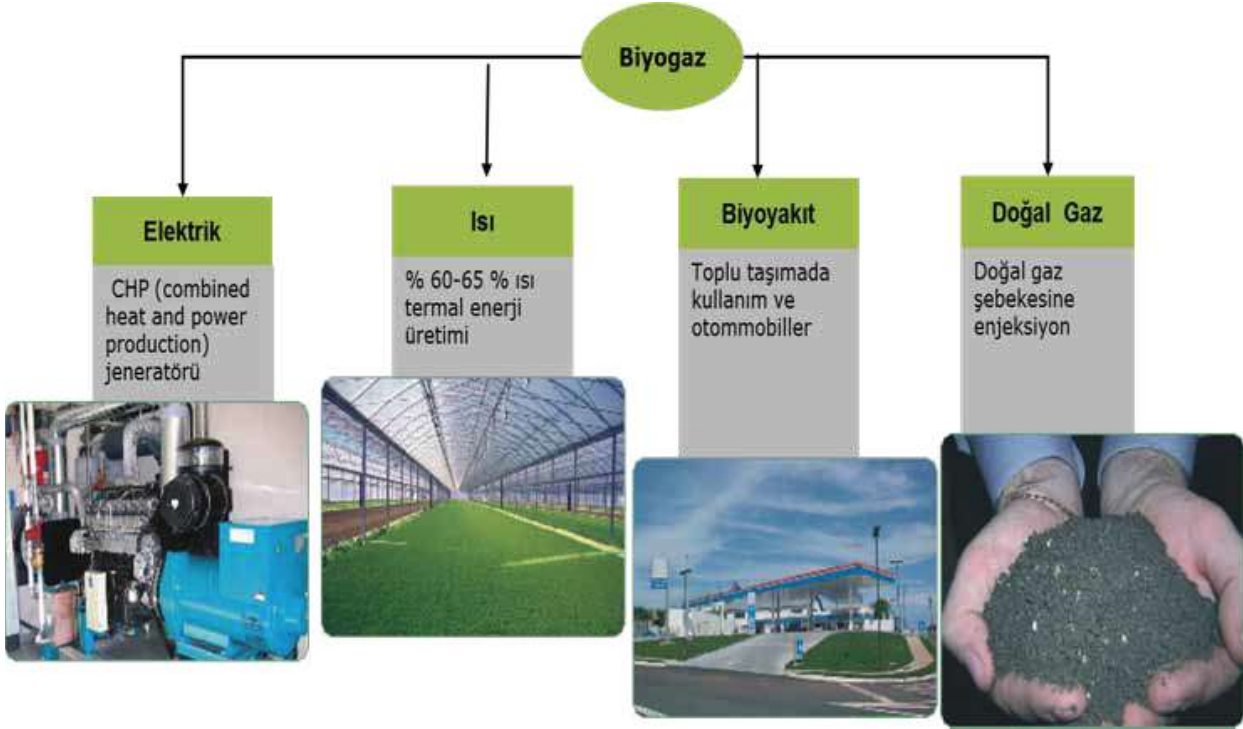 Biyogaz
Elektrik
CHP (combined
heat and power
production)
jeneratörü
Isı
% 60-65 % ısı
termal enerji
üretimi
Biyoyakıt
Toplu taşımada
kullanım ve
otommobiller
Doğal Gaz
Doğal gaz
şebekesine
enjeksiyon